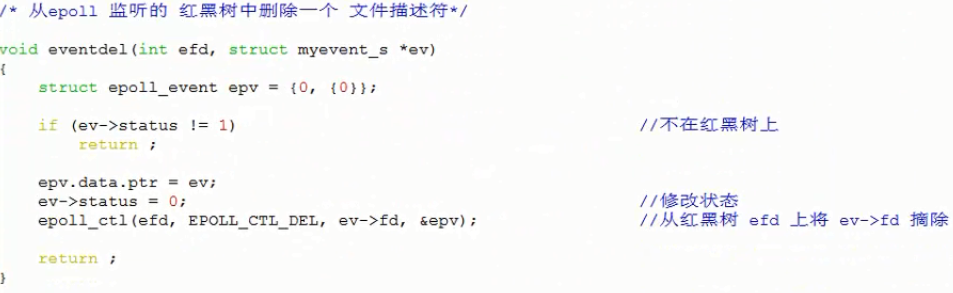 /* 从epoll 监听的 红黑树中删除一个 文件描述符*/
void eventdel(int efd, struct myevent_s *ev)
{
struct epoll_event epv = {0, {0}};
if (ev->status != 1) //不在红黑树上
return ;
epv.data.ptr = ev;
ev->status = 0; //修改状态
epoll_ctl(efd, EPOLL_CTL_DEL, ev->fd, &epv); //从红黑树 efd 上将 ev->fd 摘除
return ;
}